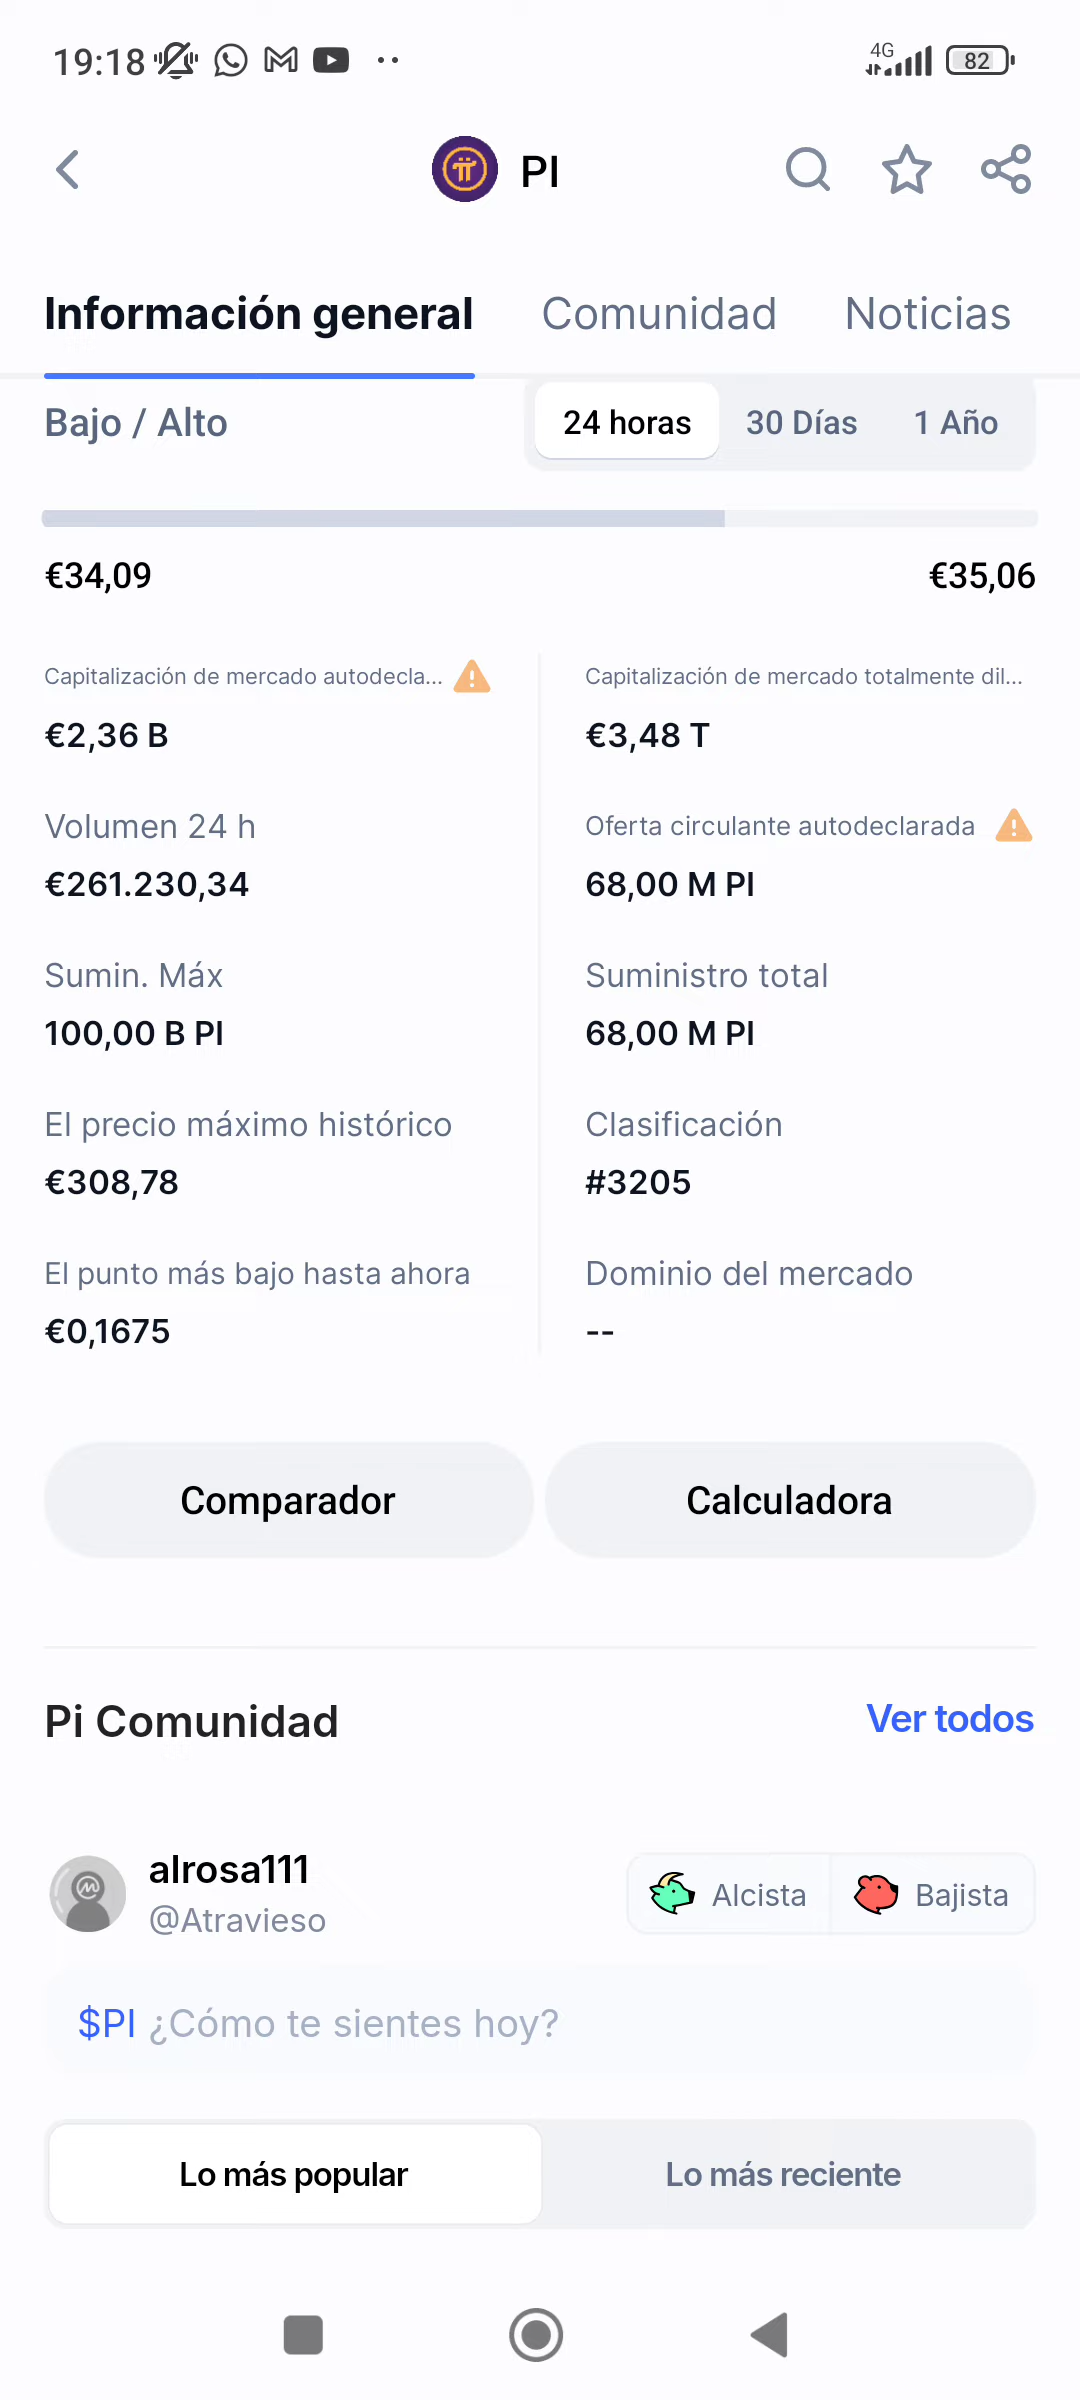 19:18
4G
82
PI
Información general
Comunidad
Noticias
Bajo / Alto
24 horas
30 Días
1 Año
€34,09
€35,06
Capitalización de mercado autodecla...
Capitalización de mercado totalmente dil...
€2,36 B
€3,48 T
Volumen 24 h
Oferta circulante autodeclarada
€261.230,34
68,00 M PI
Sumin. Máx
Suministro total
100,00 B PI
68,00 M PI
El precio máximo histórico
Clasificación
€308,78
#3205
El punto más bajo hasta ahora
Dominio del mercado
€0,1675
--
Comparador
Calculadora
Pi Comunidad
Ver todos
alrosa111
@Atravieso
Alcista
Bajista
$PI ¿Cómo te sientes hoy?
Lo más popular
Lo más reciente